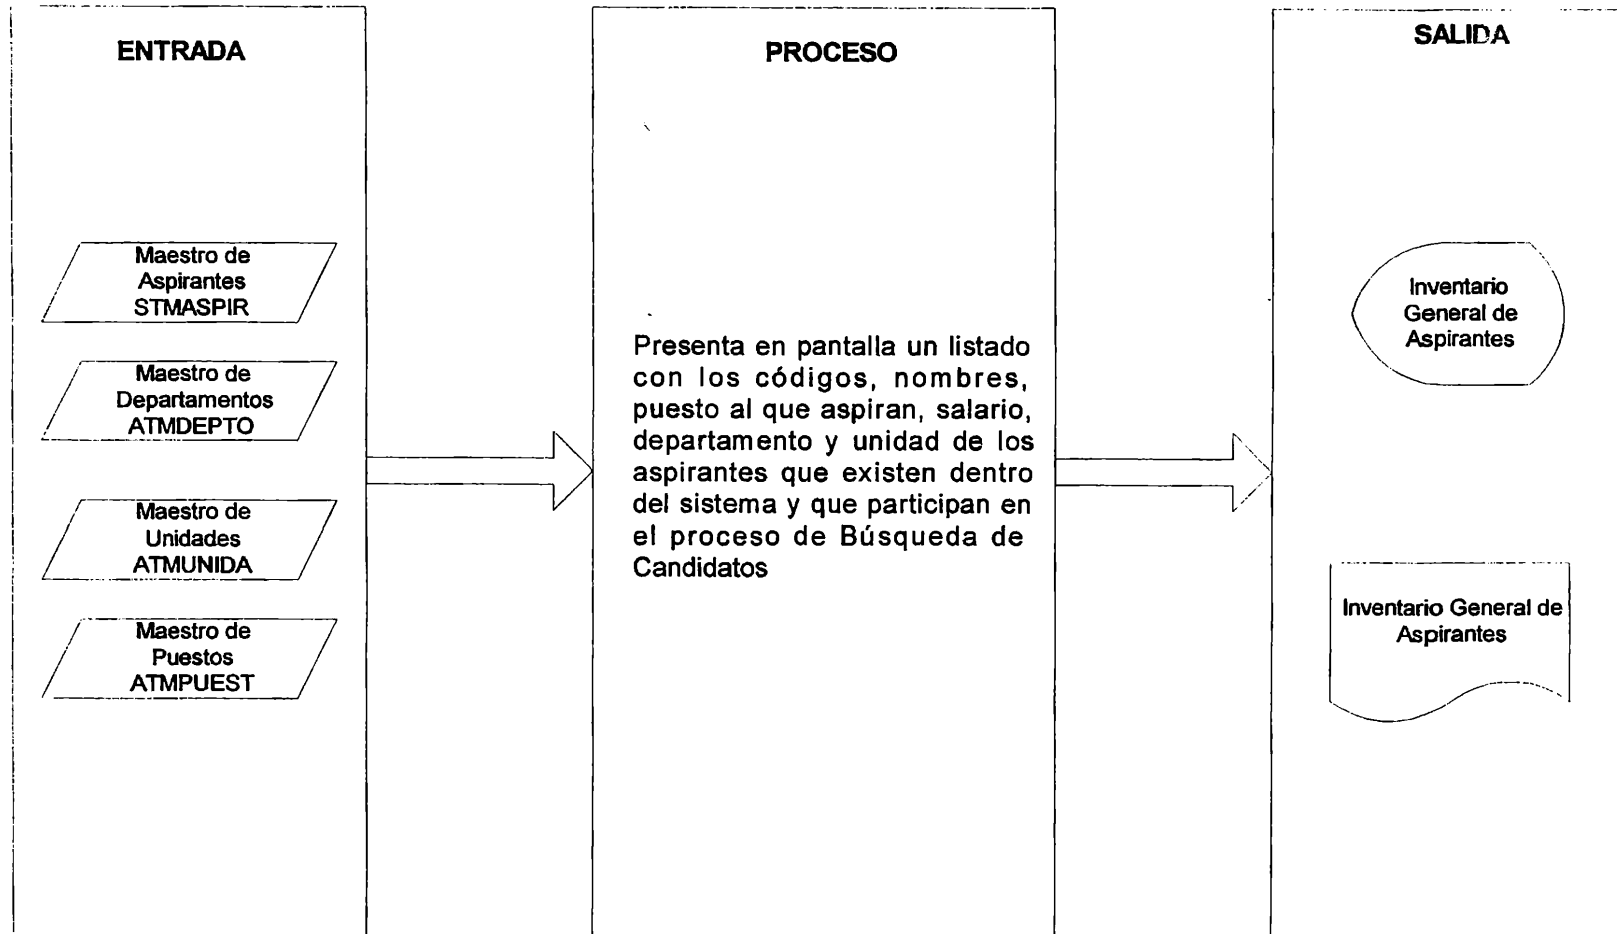 ENTRADA
Maestro de
Aspirantes
STMASPIR
Maestro de
Departamentos
ATMDEPTO
Maestro de
Unidades
ATMUNIDA
Maestro de
Puestos
ATMPUEST
PROCESO
Presenta en pantalla un listado
con los códigos, nombres,
puesto al que aspiran, salario,
departamento y unidad de los
aspirantes que existen dentro
del sistema y que participan en
el proceso de Búsqueda de
Candidatos
SALIDA
Inventario
General de
Aspirantes
Inventario General de
Aspirantes